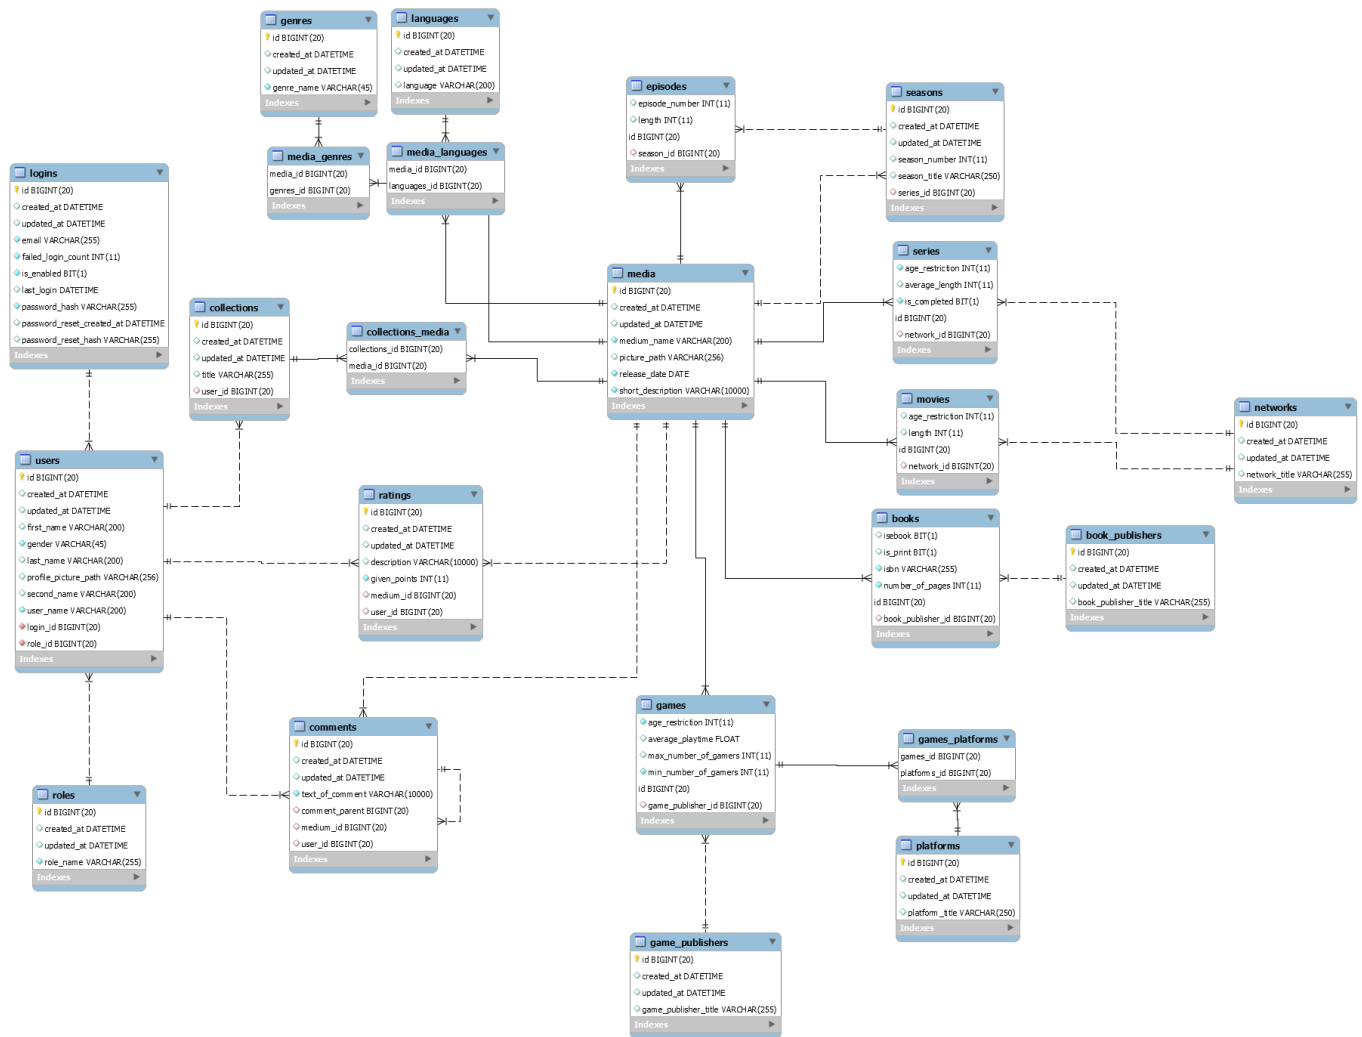 genres
id BIGINT(20)
created_at DATETIME
updated_at DATETIME
genre_name VARCHAR(45)
Indexes
languages
id BIGINT(20)
created_at DATETIME
updated_at DATETIME
language VARCHAR(200)
Indexes
episodes
episode_number INT(11)
length INT(11)
id BIGINT(20)
season_id BIGINT(20)
Indexes
seasons
id BIGINT(20)
created_at DATETIME
updated_at DATETIME
season_number INT(11)
season_title VARCHAR(250)
series_id BIGINT(20)
Indexes
media_genres
media_id BIGINT(20)
genres_id BIGINT(20)
Indexes
media_languages
media_id BIGINT(20)
languages_id BIGINT(20)
Indexes
logins
id BIGINT(20)
created_at DATETIME
updated_at DATETIME
email VARCHAR(255)
failed_login_count INT(11)
is_enabled BIT(1)
last_login DATETIME
password_hash VARCHAR(255)
password_reset_created_at DATETIME
password_reset_hash VARCHAR(255)
Indexes
collections
id BIGINT(20)
created_at DATETIME
updated_at DATETIME
title VARCHAR(255)
user_id BIGINT(20)
Indexes
collections_media
collections_id BIGINT(20)
media_id BIGINT(20)
Indexes
media
id BIGINT(20)
created_at DATETIME
updated_at DATETIME
medium_name VARCHAR(200)
picture_path VARCHAR(256)
release_date DATE
short_description VARCHAR(10000)
Indexes
series
age_restriction INT(11)
average_length INT(11)
is_completed BIT(1)
id BIGINT(20)
network_id BIGINT(20)
Indexes
movies
age_restriction INT(11)
length INT(11)
id BIGINT(20)
network_id BIGINT(20)
Indexes
networks
id BIGINT(20)
created_at DATETIME
updated_at DATETIME
network_title VARCHAR(255)
Indexes
users
id BIGINT(20)
created_at DATETIME
updated_at DATETIME
first_name VARCHAR(200)
gender VARCHAR(45)
last_name VARCHAR(200)
profile_picture_path VARCHAR(256)
second_name VARCHAR(200)
user_name VARCHAR(200)
login_id BIGINT(20)
role_id BIGINT(20)
Indexes
ratings
id BIGINT(20)
created_at DATETIME
updated_at DATETIME
description VARCHAR(10000)
given_points INT(11)
medium_id BIGINT(20)
user_id BIGINT(20)
Indexes
books
isebook BIT(1)
is_print BIT(1)
isbn VARCHAR(255)
number_of_pages INT(11)
id BIGINT(20)
book_publisher_id BIGINT(20)
Indexes
book_publishers
id BIGINT(20)
created_at DATETIME
updated_at DATETIME
book_publisher_title VARCHAR(255)
Indexes
comments
id BIGINT(20)
created_at DATETIME
updated_at DATETIME
text_of_comment VARCHAR(10000)
comment_parent BIGINT(20)
medium_id BIGINT(20)
user_id BIGINT(20)
Indexes
games
age_restriction INT(11)
average_playtime FLOAT
max_number_of_gamers INT(11)
min_number_of_gamers INT(11)
id BIGINT(20)
game_publisher_id BIGINT(20)
Indexes
games_platforms
games_id BIGINT(20)
platforms_id BIGINT(20)
Indexes
roles
id BIGINT(20)
created_at DATETIME
updated_at DATETIME
role_name VARCHAR(255)
Indexes
platforms
id BIGINT(20)
created_at DATETIME
updated_at DATETIME
platform_title VARCHAR(250)
Indexes
game_publishers
id BIGINT(20)
created_at DATETIME
updated_at DATETIME
game_publisher_title VARCHAR(255)
Indexes